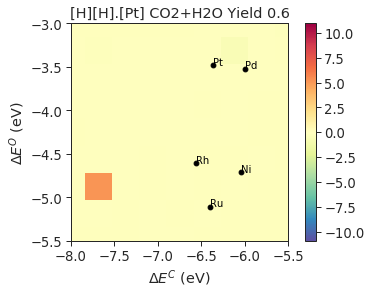 [H][H].[Pt] CO2+H2O Yield 0.6
−3.0
−3.5
−4.0
−4.5
−5.0
−5.5
ΔE^O (eV)
Pt
Pd
Rh
Ni
Ru
−8.0 −7.5 −7.0 −6.5 −6.0 −5.5
ΔE^C (eV)
10.0
7.5
5.0
2.5
0.0
−2.5
−5.0
−7.5
−10.0